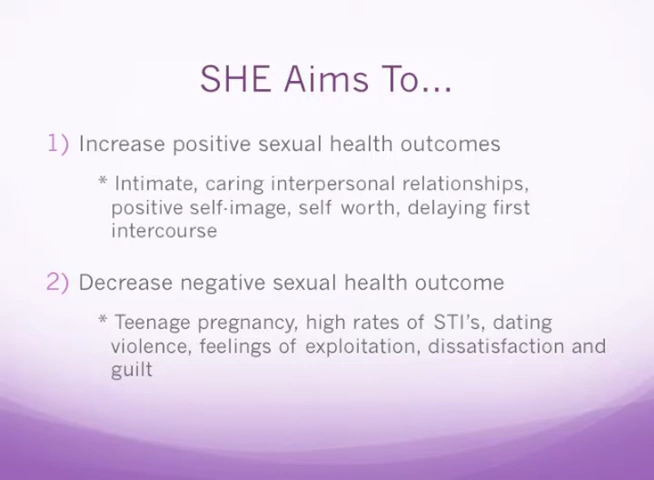 SHE Aims To...
1) Increase positive sexual health outcomes
* Intimate, caring interpersonal relationships,
positive self-image, self worth, delaying first
intercourse
2) Decrease negative sexual health outcome
* Teenage pregnancy, high rates of STI's, dating
violence, feelings of exploitation, dissatisfaction and
guilt